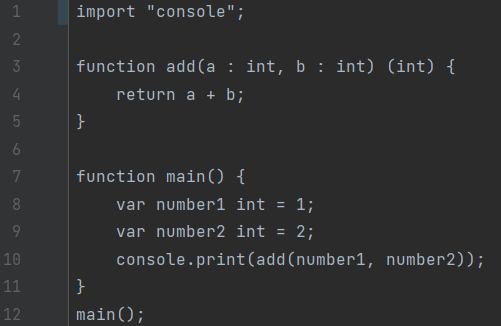 1 import "console";
2
3 function add(a : int, b : int) (int) {
4     return a + b;
5 }
6
7 function main() {
8     var number1 int = 1;
9     var number2 int = 2;
10     console.print(add(number1, number2));
11 }
12 main();